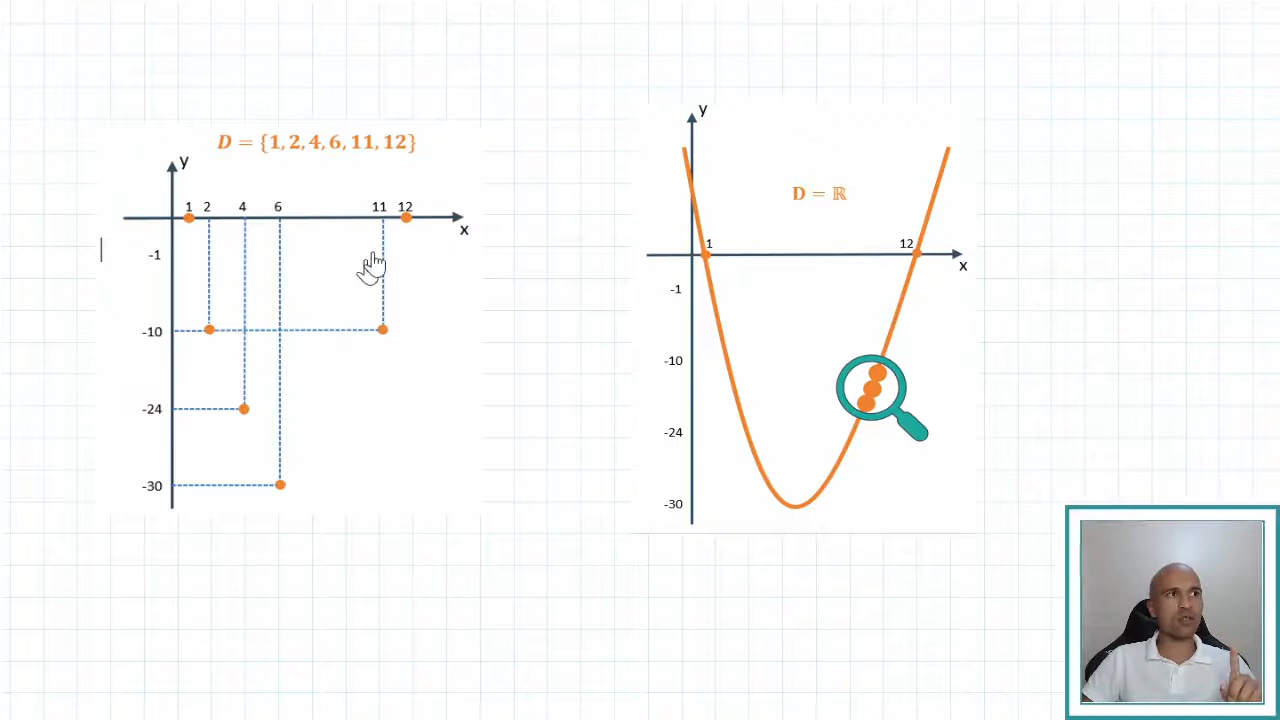 D = {1, 2, 4, 6, 11, 12}
y
1 2 4 6 11 12
x
-1
-10
-24
-30
y
D = ℝ
1 12
x
-1
-10
-24
-30